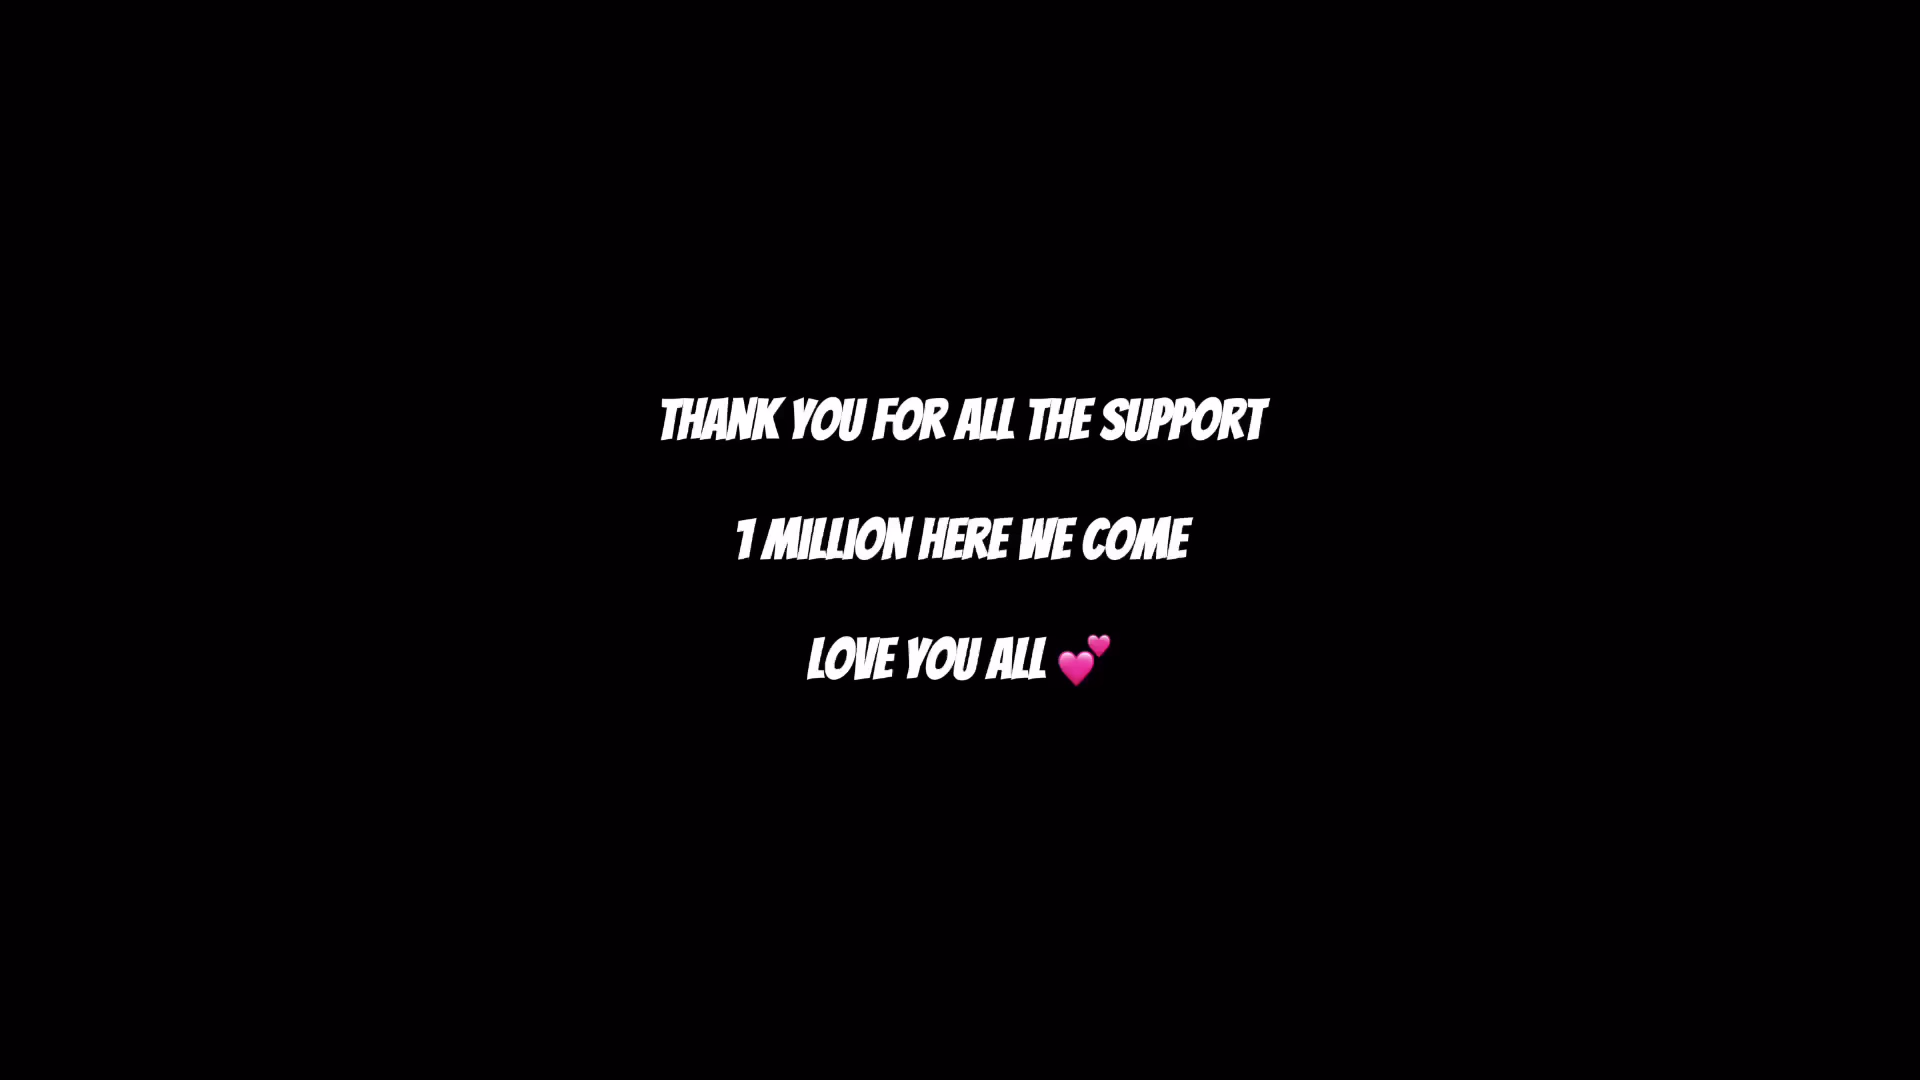 THANK YOU FOR ALL THE SUPPORT
1 MILLION HERE WE COME
LOVE YOU ALL 💕